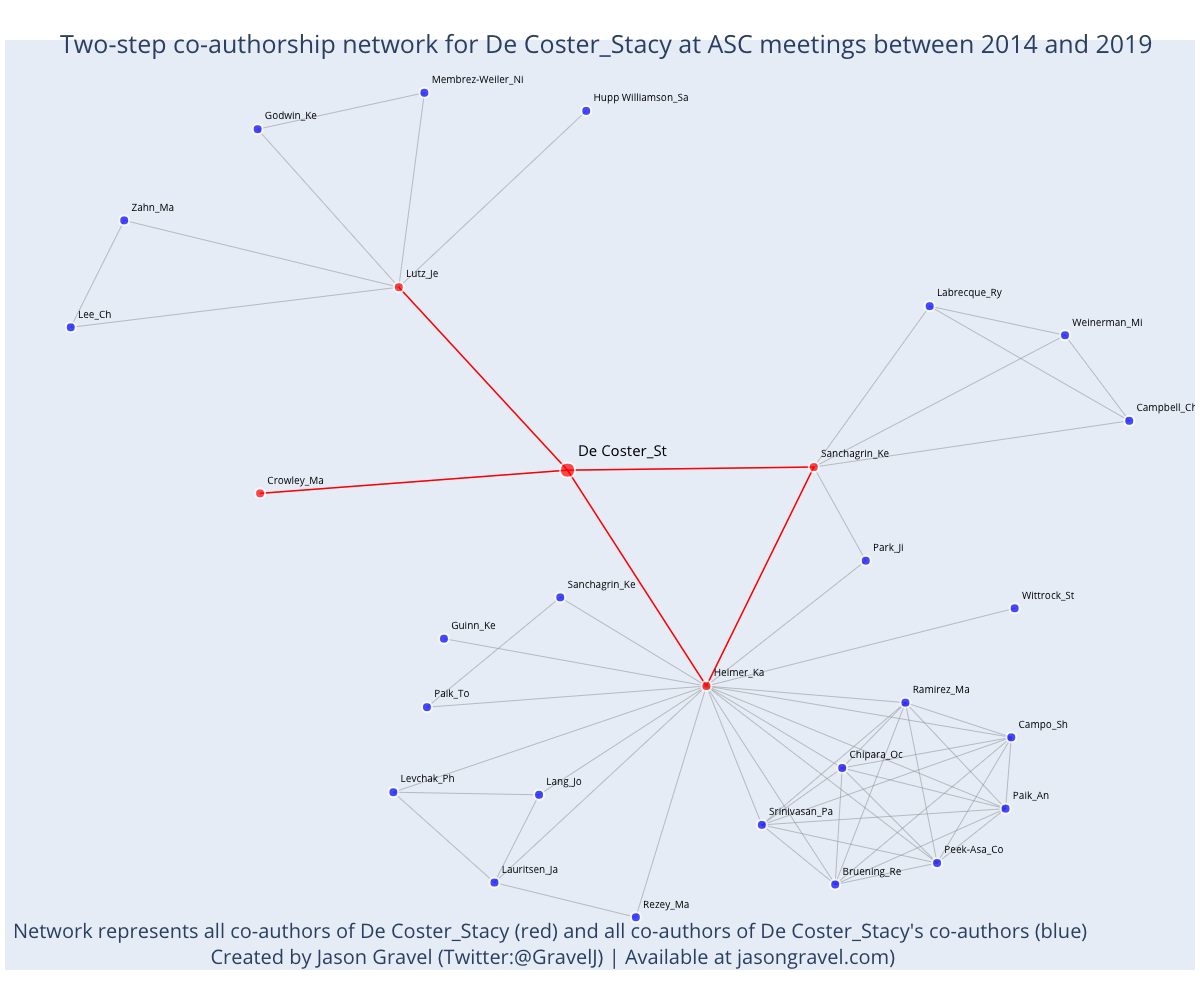 Two-step co-authorship network for De Coster_Stacy at ASC meetings between 2014 and 2019
Membrez-Weiler_Ni
Hupp Williamson_Sa
Godwin_Ke
Zahn_Ma
Lutz_Je
Labrecque_Ry
Lee_Ch
Weinerman_Mi
Campbell_Ch
De Coster_St
Sanchagrin_Ke
Crowley_Ma
Park_Ji
Sanchagrin_Ke
Wittrock_St
Guinn_Ke
Heimer_Ka
Paik_To
Ramirez_Ma
Campo_Sh
Chipara_Oc
Levchak_Ph
Lang_Jo
Paik_An
Srinivasan_Pa
Peek-Asa_Co
Lauritsen_Ja
Bruening_Re
Rezey_Ma
Network represents all co-authors of De Coster_Stacy (red) and all co-authors of De Coster_Stacy's co-authors (blue)
Created by Jason Gravel (Twitter:@GravelJ) | Available at jasongravel.com)